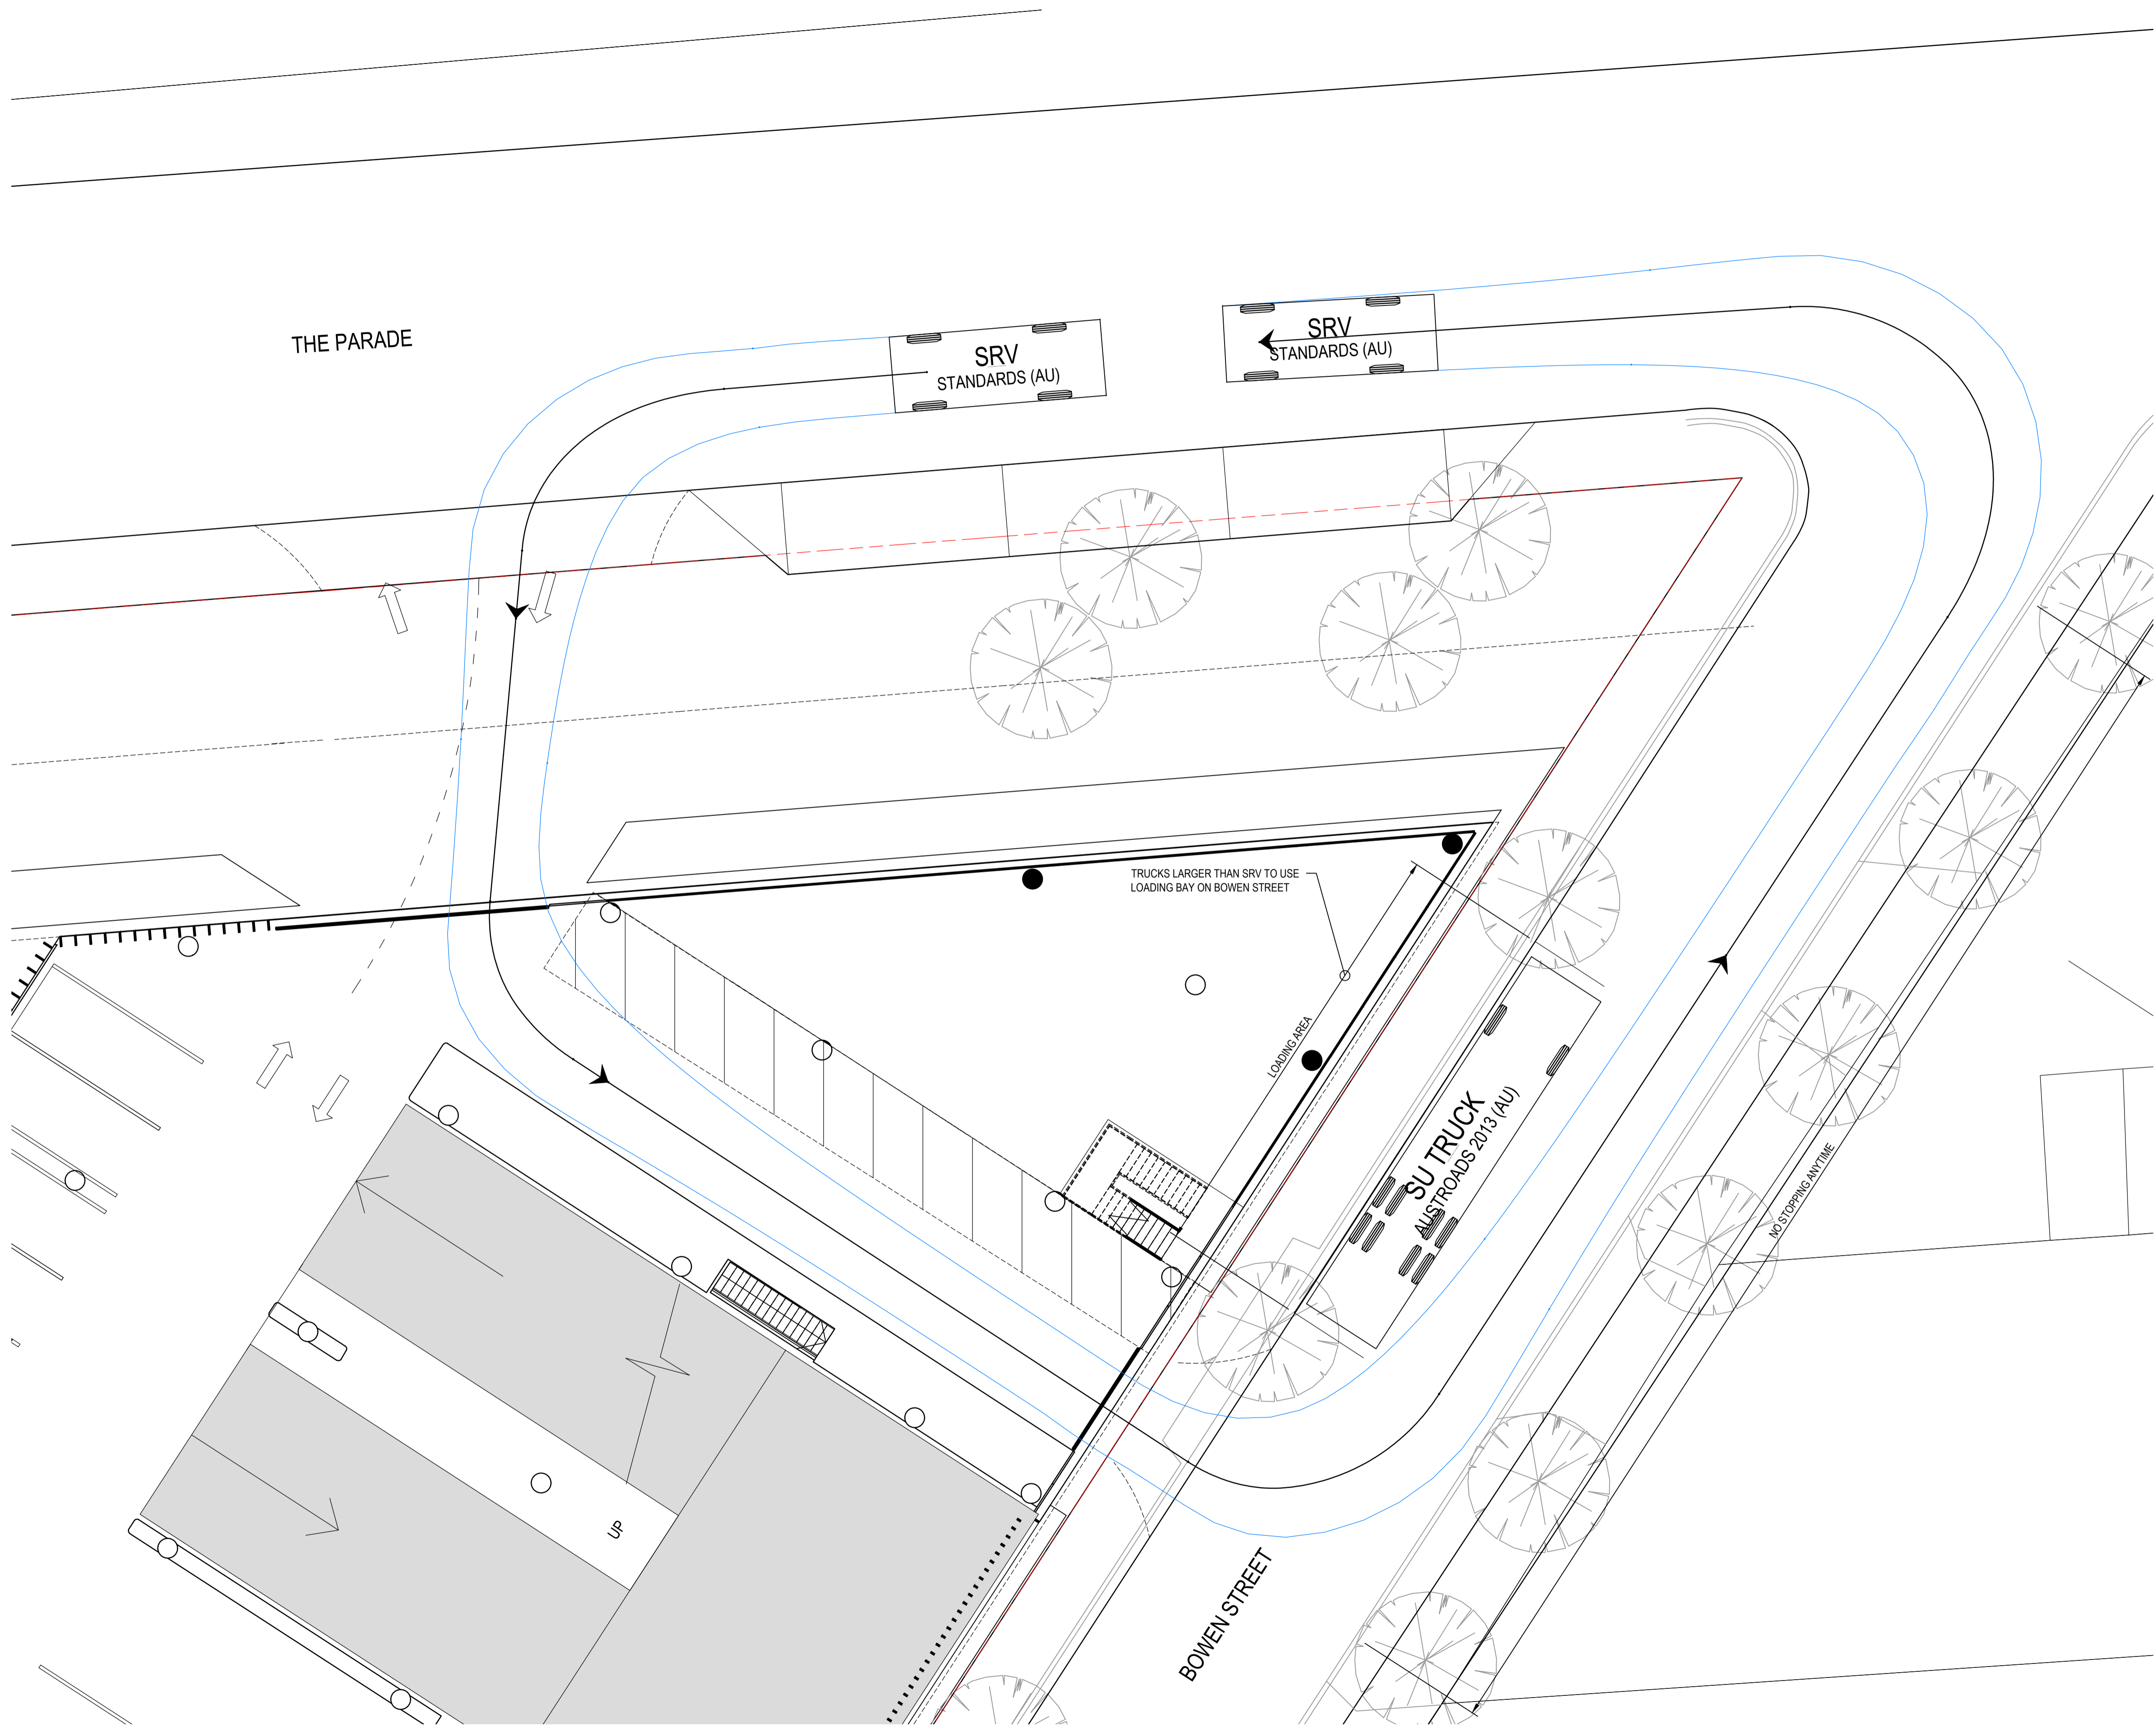 THE PARADE
SRV
STANDARDS (AU)
SRV
STANDARDS (AU)
TRUCKS LARGER THAN SRV TO USE
LOADING BAY ON BOWEN STREET
LOADING AREA
SU TRUCK
AUSTROADS 2013 (AU)
NO STOPPING ANYTIME
UP
BOWEN STREET